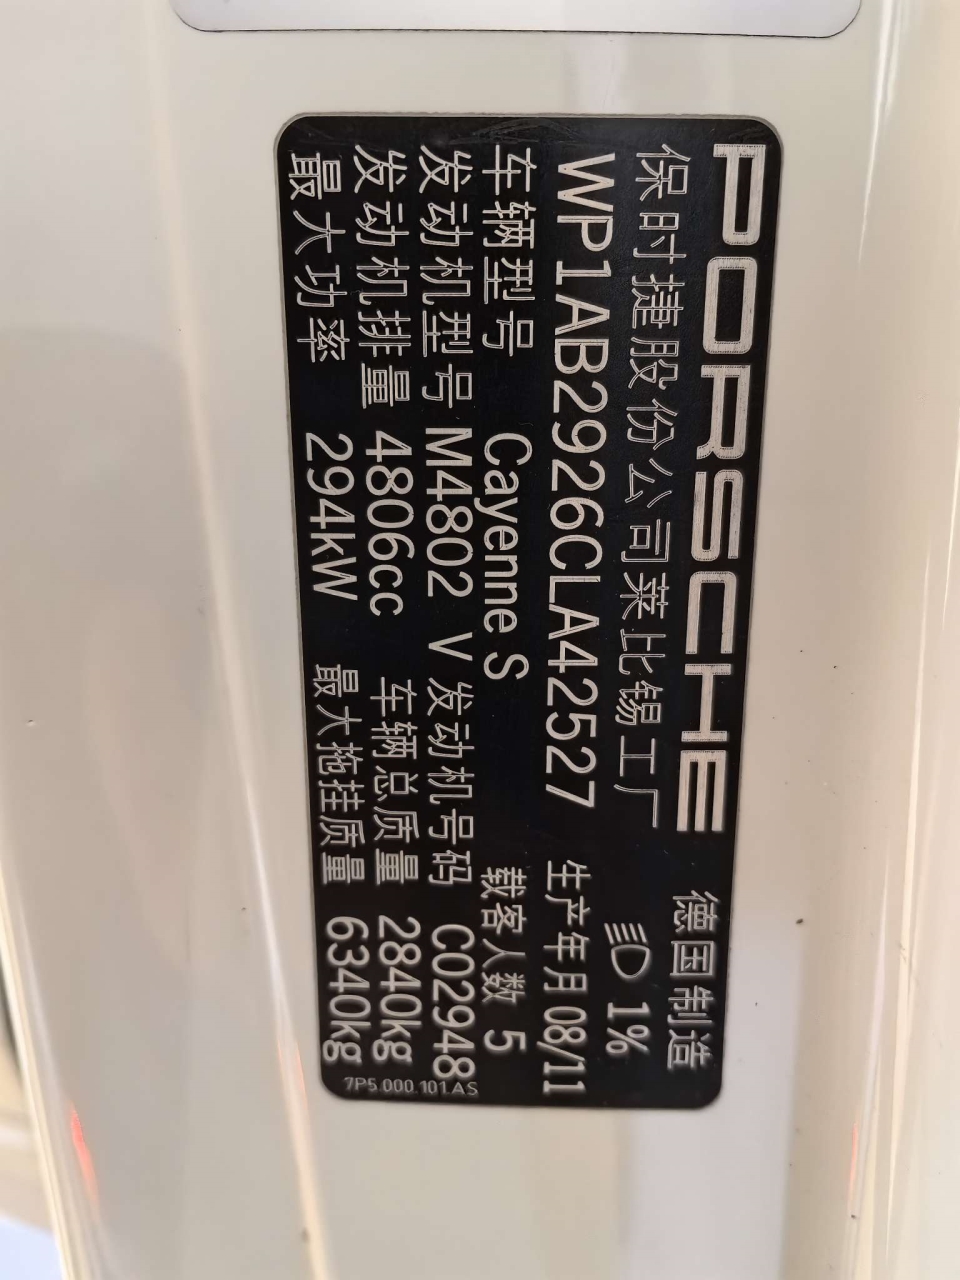 PORSCHE 德国制造
保时捷股份公司莱比锡工厂 1%
WP1AB2926CLA42527 生产年月 08/11
车辆型号 Cayenne S 载客人数 5
发动机型号 M4802 V 发动机号码 C02948
发动机排量 4806cc 车辆总质量 2840kg
最大功率 294kW 最大拖挂质量 6340kg
7P5.000.101.AS